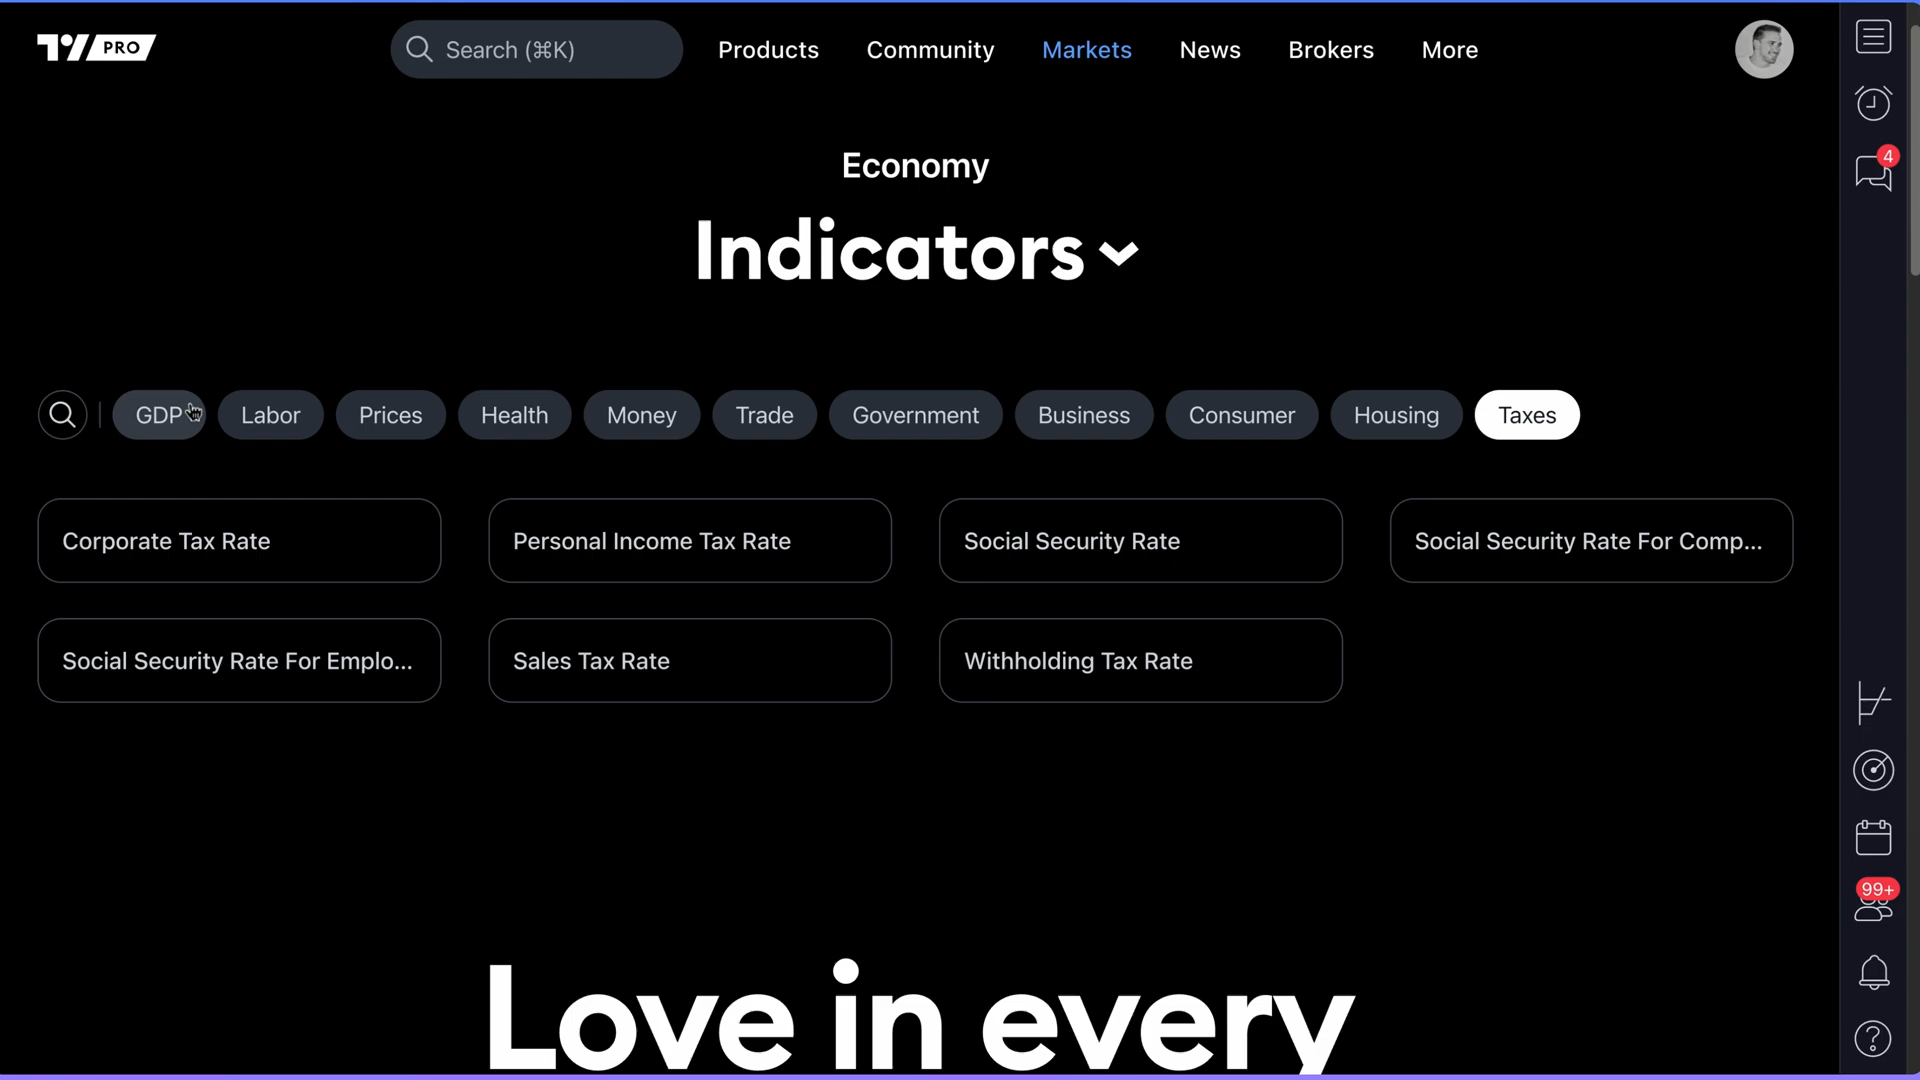 PRO
Search (⌘K)
Products
Community
Markets
News
Brokers
More
4
Economy
Indicators
GDP
Labor
Prices
Health
Money
Trade
Government
Business
Consumer
Housing
Taxes
Corporate Tax Rate
Personal Income Tax Rate
Social Security Rate
Social Security Rate For Comp...
Social Security Rate For Emplo...
Sales Tax Rate
Withholding Tax Rate
99+
Love in every